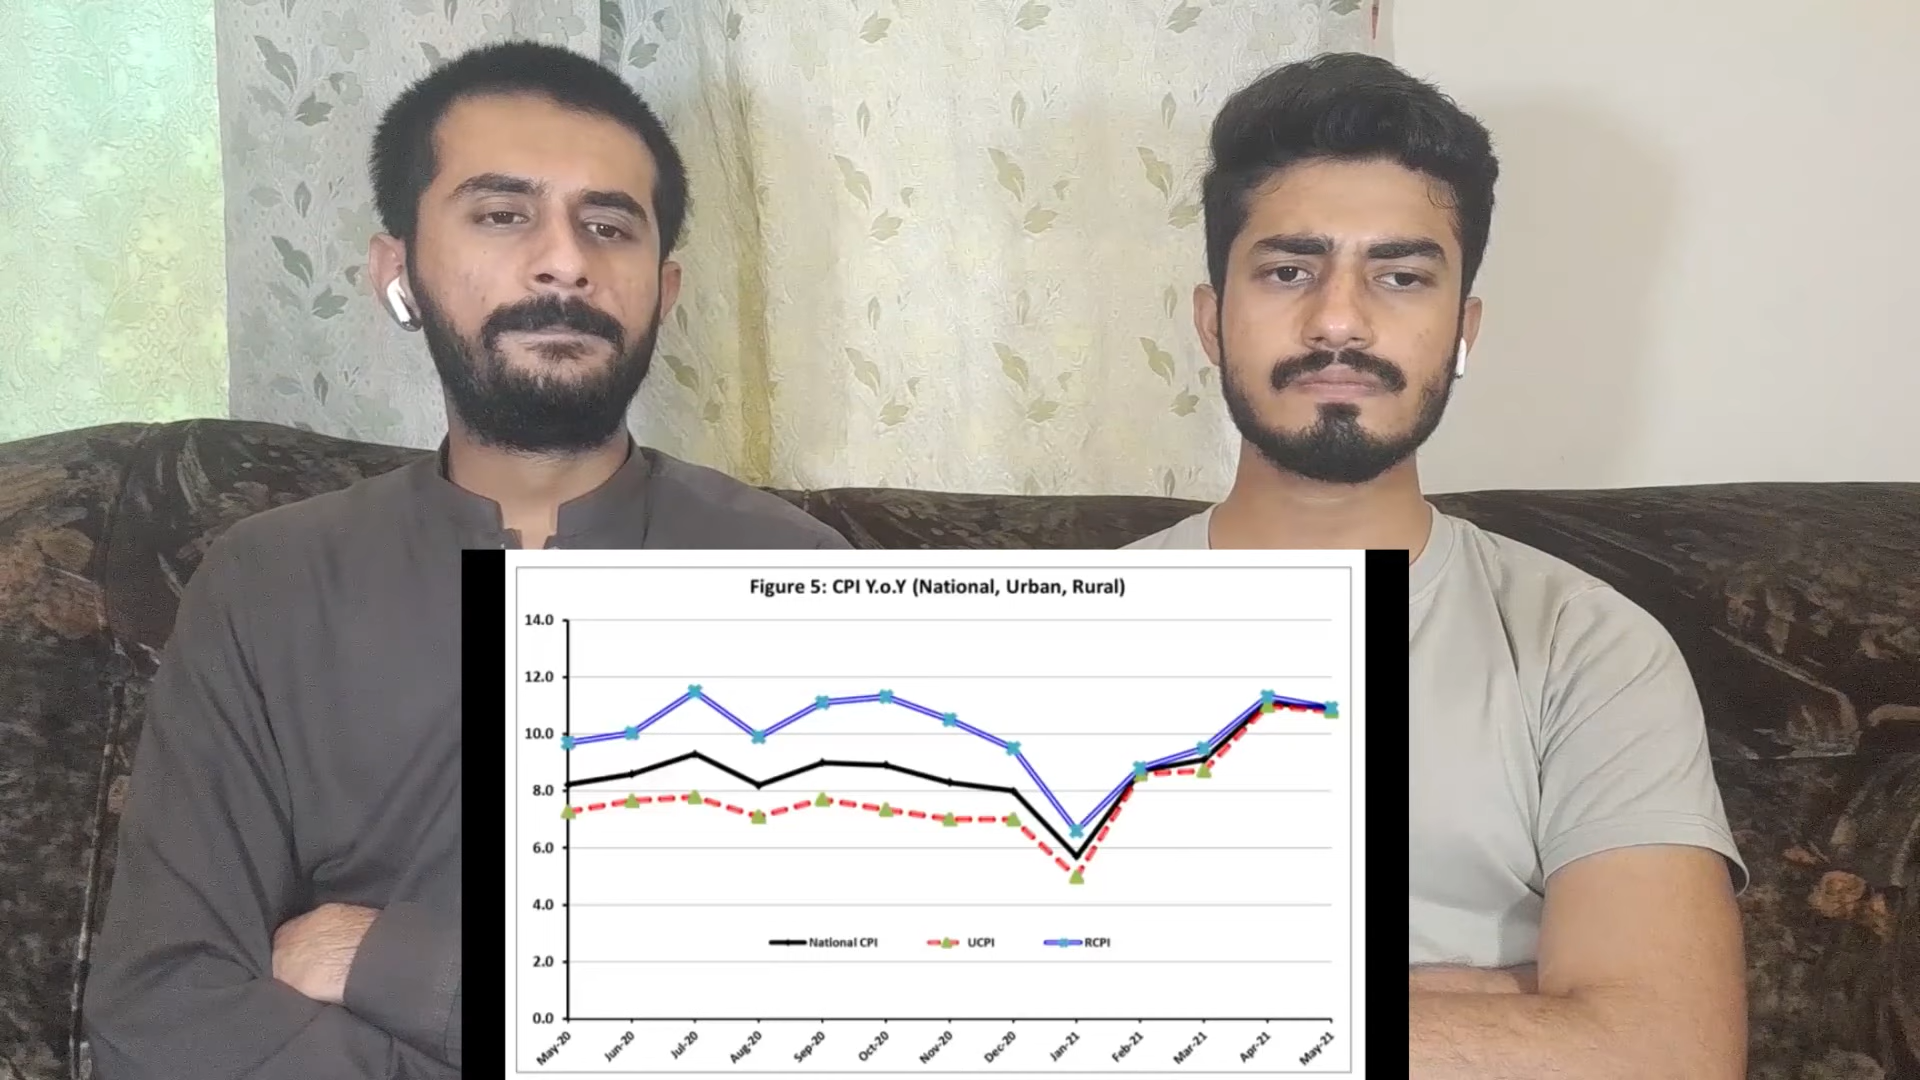 Figure 5: CPI Y.o.Y (National, Urban, Rural)
14.0
12.0
10.0
8.0
6.0
4.0
2.0
0.0
National CPI UCPI RCPI
May-20 Jun-20 Jul-20 Aug-20 Sep-20 Oct-20 Nov-20 Dec-20 Jan-21 Feb-21 Mar-21 Apr-21 May-21